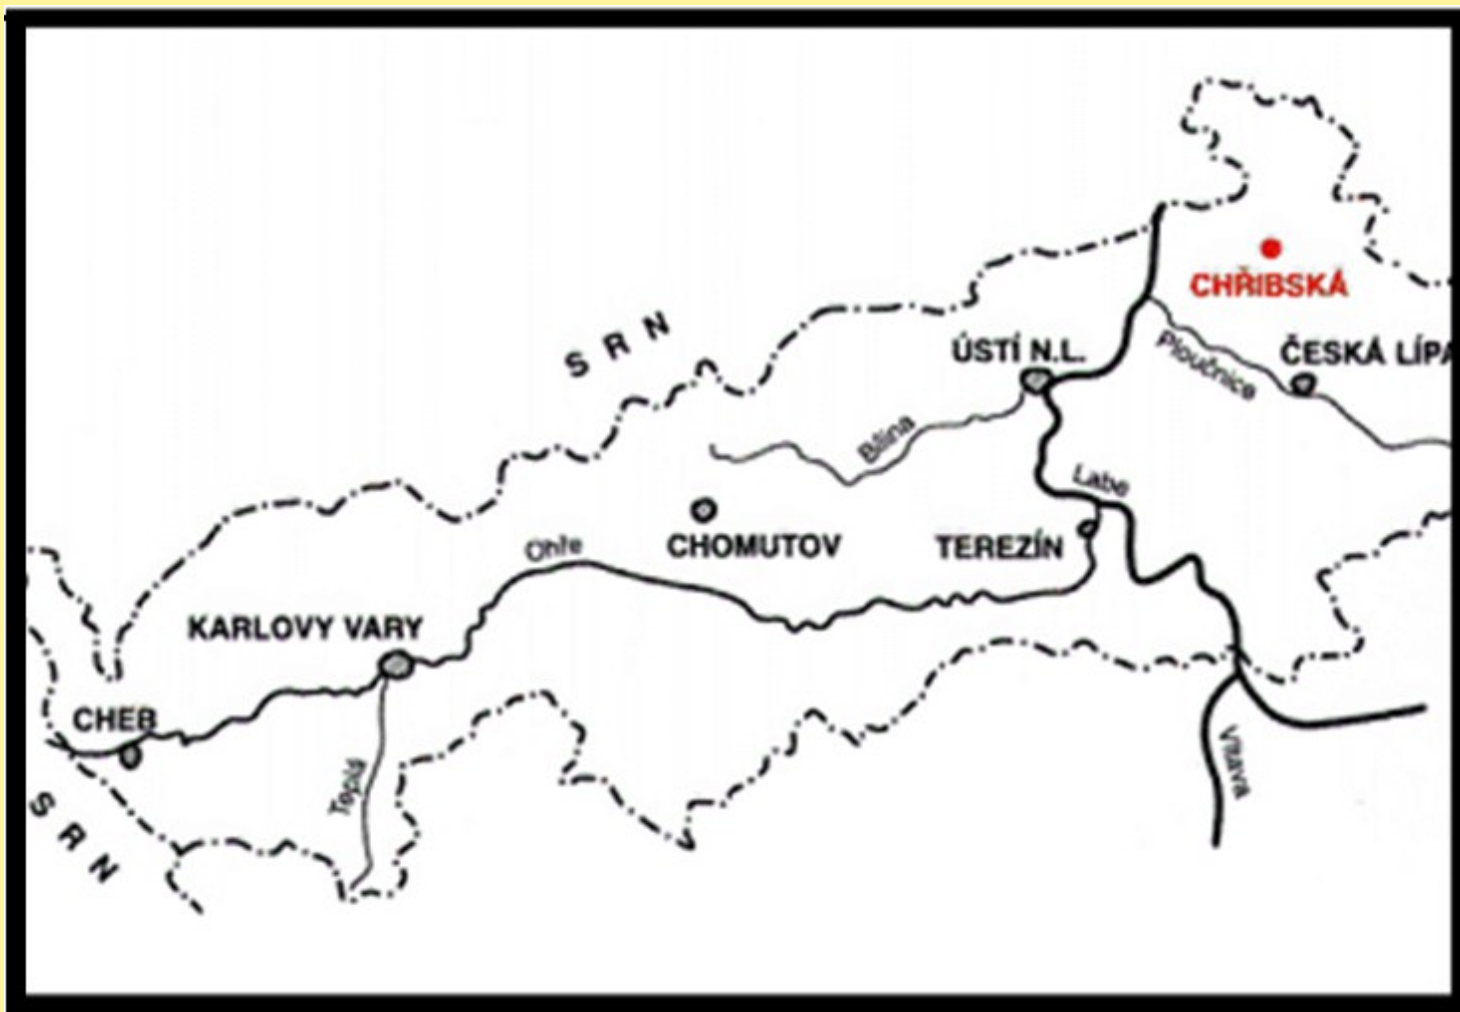 CHŘIBSKÁ
S R N
ÚSTÍ N.L.
ČESKÁ LÍPA
Ploučnice
Bílina
Labe
CHOMUTOV
TEREZÍN
Ohře
KARLOVY VARY
CHEB
Teplá
Vltava
S R N